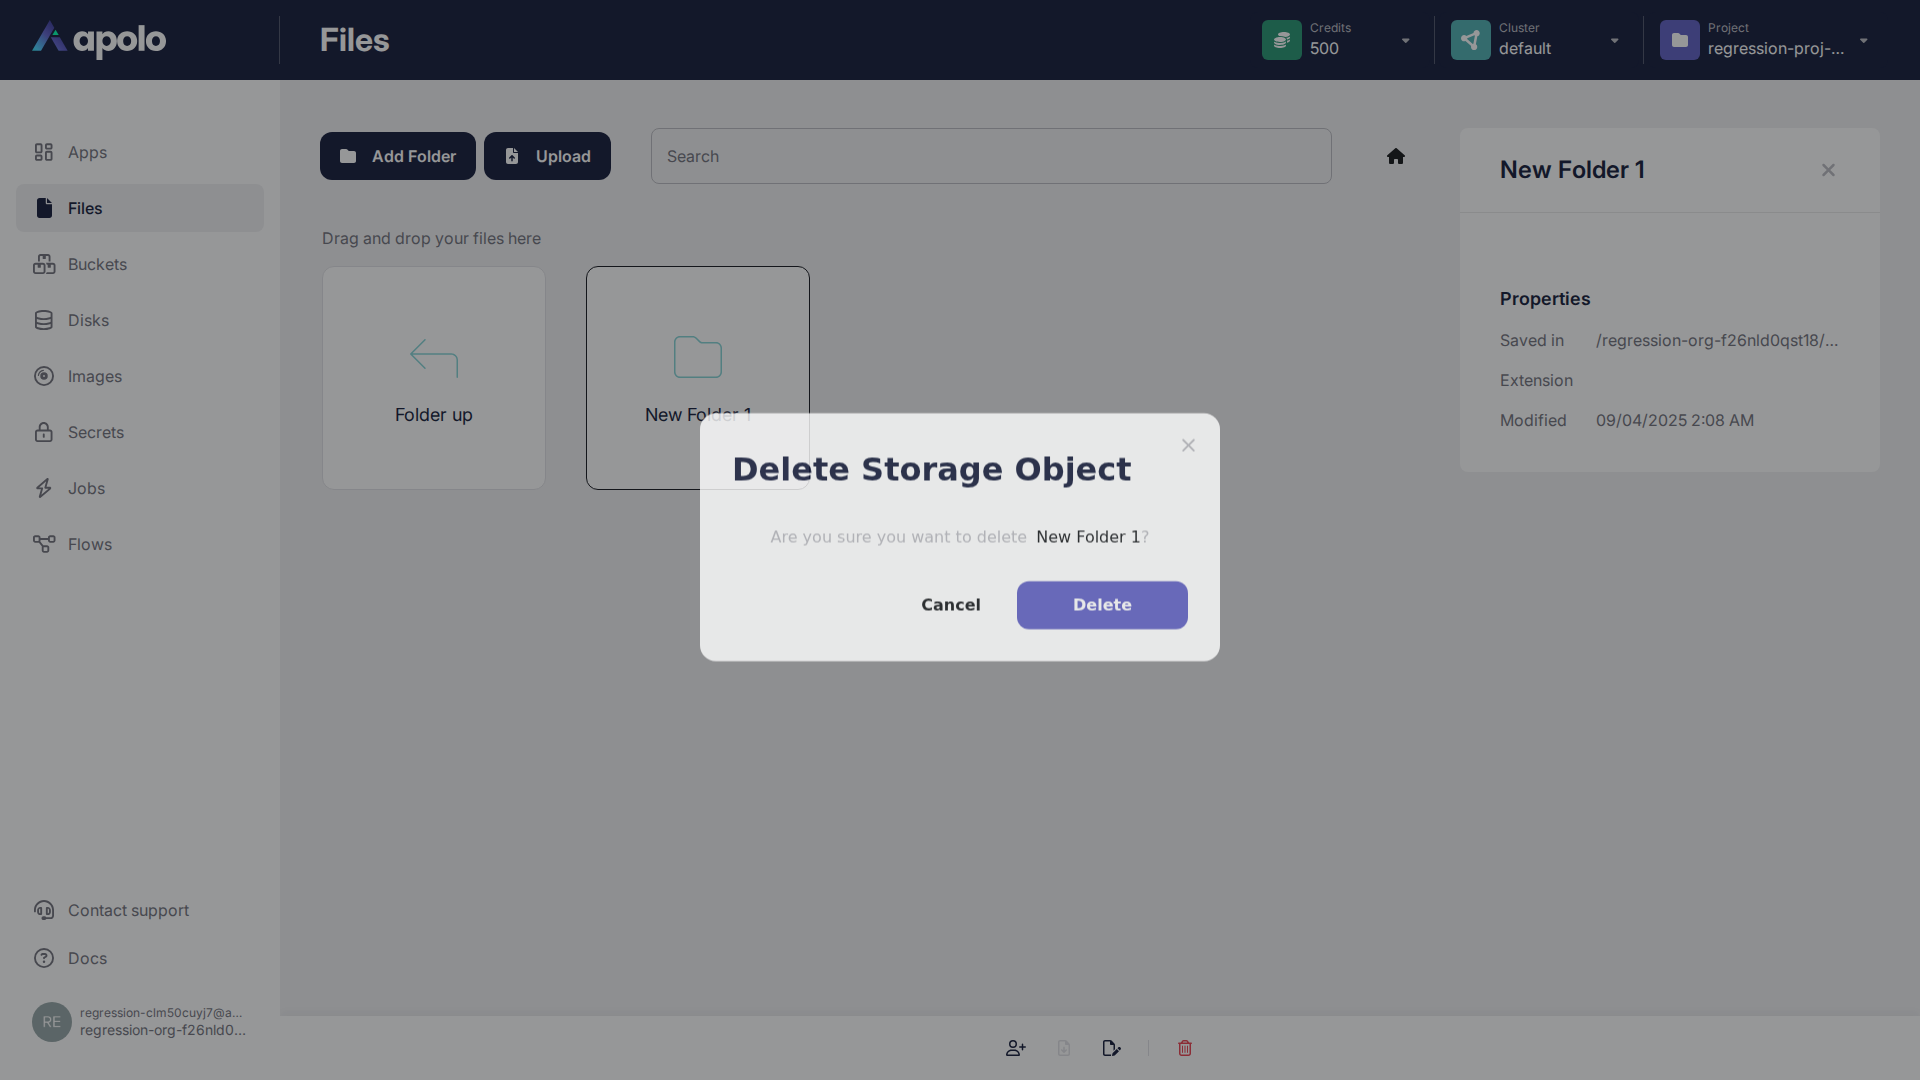 apolo
Files
Credits
500
Cluster
default
Project
regression-proj-...
Apps
Files
Buckets
Disks
Images
Secrets
Jobs
Flows
Contact support
Docs
RE
regression-clm50cuyj7@a...
regression-org-f26nld0...
Add Folder
Upload
Search
Drag and drop your files here
Folder up
New Folder 1
New Folder 1
Properties
Saved in /regression-org-f26nld0qst18/...
Extension
Modified 09/04/2025 2:08 AM
Delete Storage Object
Are you sure you want to delete New Folder 1?
Cancel
Delete